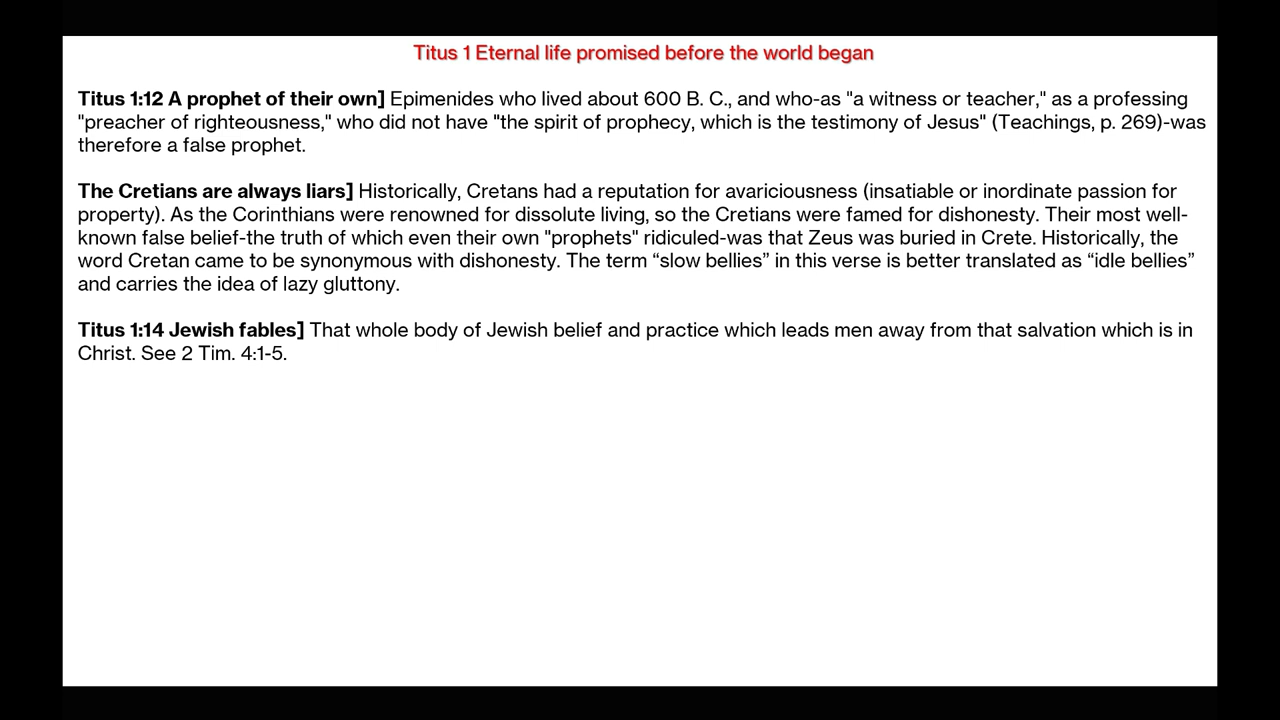 Titus 1 Eternal life promised before the world began
Titus 1:12 A prophet of their own] Epimenides who lived about 600 B. C., and who-as "a witness or teacher," as a professing
"preacher of righteousness," who did not have "the spirit of prophecy, which is the testimony of Jesus" (Teachings, p. 269)-was
therefore a false prophet.
The Cretians are always liars] Historically, Cretans had a reputation for avariciousness (insatiable or inordinate passion for
property). As the Corinthians were renowned for dissolute living, so the Cretians were famed for dishonesty. Their most well-
known false belief-the truth of which even their own "prophets" ridiculed-was that Zeus was buried in Crete. Historically, the
word Cretan came to be synonymous with dishonesty. The term “slow bellies” in this verse is better translated as “idle bellies”
and carries the idea of lazy gluttony.
Titus 1:14 Jewish fables] That whole body of Jewish belief and practice which leads men away from that salvation which is in
Christ. See 2 Tim. 4:1-5.